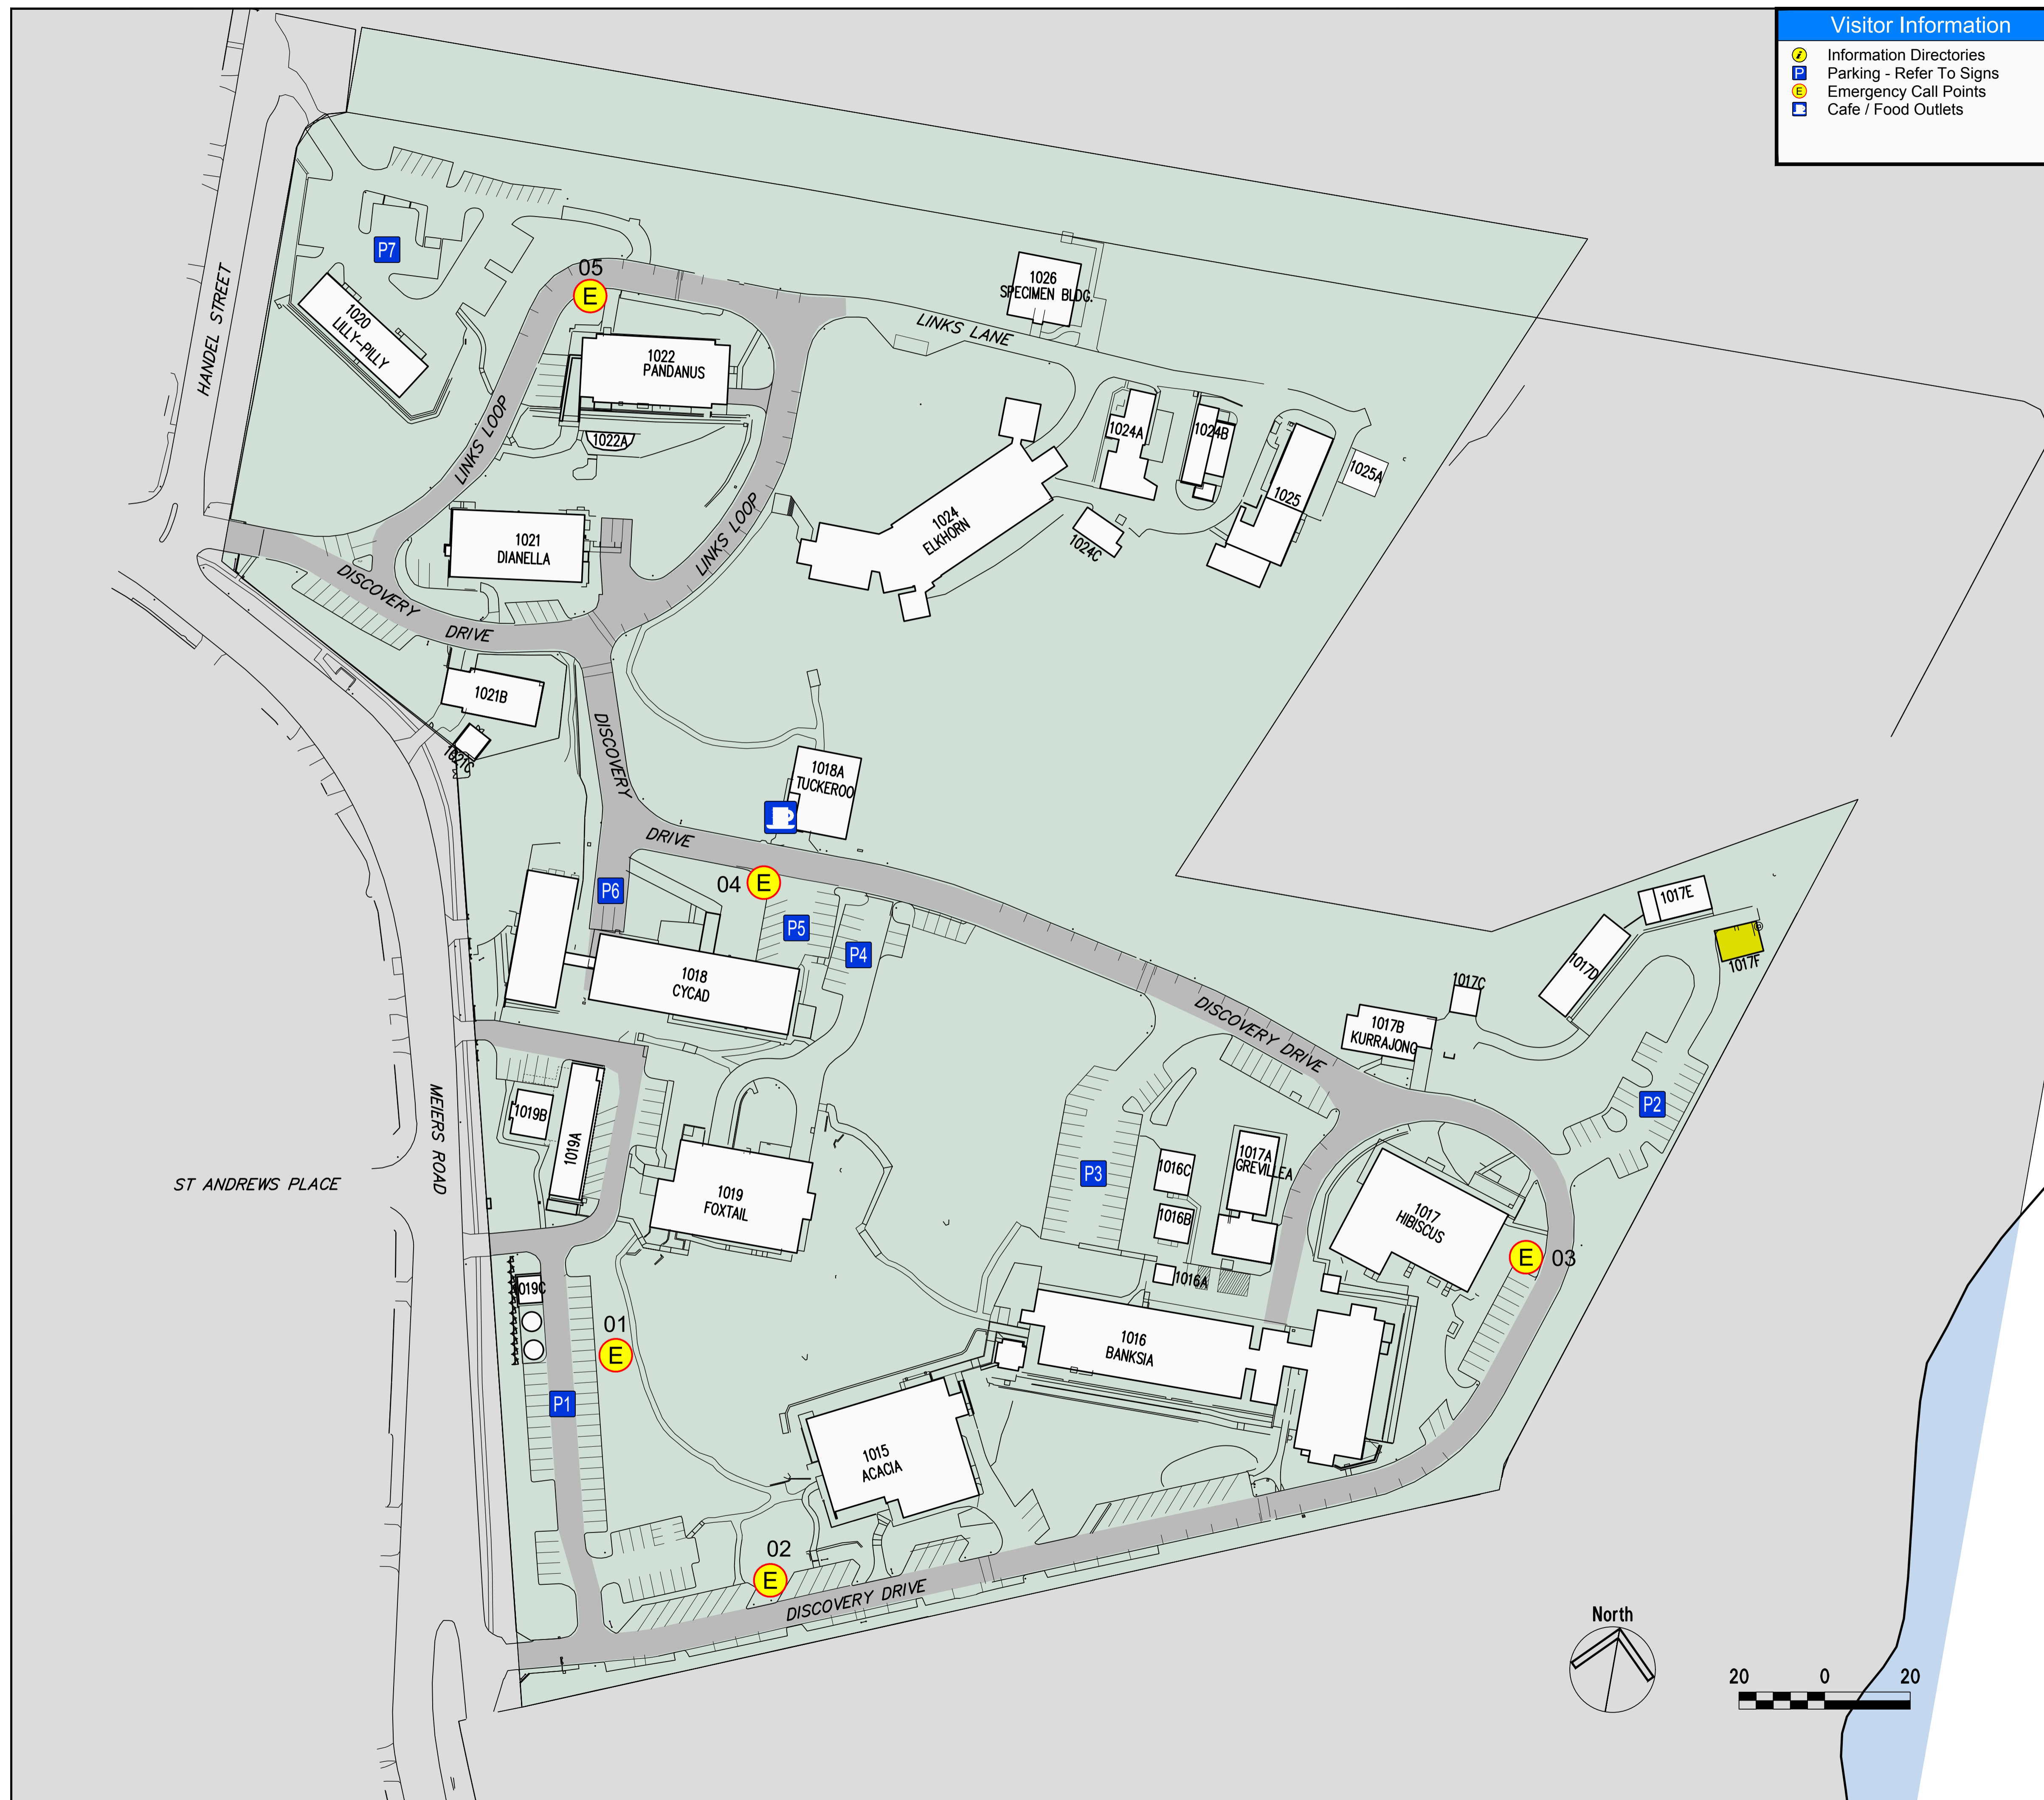 Visitor Information
i Information Directories
P Parking - Refer To Signs
E Emergency Call Points
Cafe / Food Outlets
P7
05
E
1026
SPECIMEN BLDG.
HANDEL STREET
1020
LILLY-PILLY
LINKS LANE
1022
PANDANUS
1022A
LINKS LOOP
1024A
1024B
1025A
1025
LINKS LOOP
1024
ELKHORN
1024C
1021
DIANELLA
DISCOVERY
DRIVE
1021B
1021C
DISCOVERY
1018A
TUCKEROO
DRIVE
04
E
P6
P5
P4
1017E
1017F
1017D
1017C
1018
CYCAD
DISCOVERY DRIVE
1017B
KURRAJONG
P2
MEIERS ROAD
1019B
1019A
ST ANDREWS PLACE
1019
FOXTAIL
P3
1016C
1017A
GREVILLEA
1016B
1017
HIBISCUS
E
03
1016A
1019C
01
E
1016
BANKSIA
P1
1015
ACACIA
02
E
DISCOVERY DRIVE
North
20 0 20